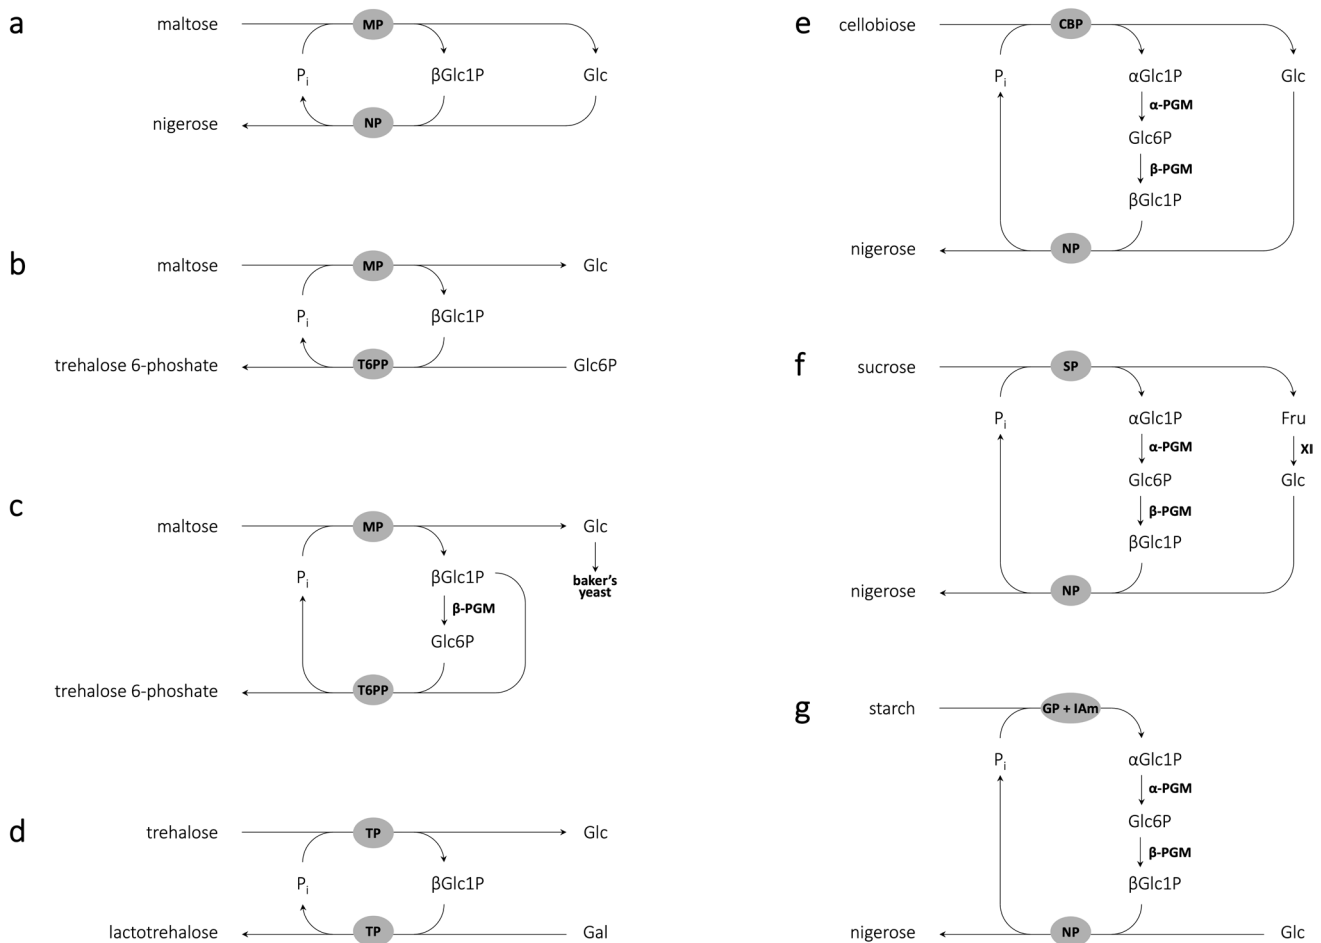 a
maltose
MP
Pi
βGlc1P
Glc
nigerose
NP
b
maltose
MP
Glc
Pi
βGlc1P
trehalose 6-phoshate
T6PP
Glc6P
c
maltose
MP
Glc
Pi
βGlc1P
baker's
yeast
β-PGM
Glc6P
trehalose 6-phoshate
T6PP
d
trehalose
TP
Glc
Pi
βGlc1P
lactotrehalose
TP
Gal
e
cellobiose
CBP
Pi
αGlc1P
Glc
α-PGM
Glc6P
β-PGM
βGlc1P
nigerose
NP
f
sucrose
SP
Pi
αGlc1P
Fru
α-PGM
XI
Glc6P
Glc
β-PGM
βGlc1P
nigerose
NP
g
starch
GP + IAm
Pi
αGlc1P
α-PGM
Glc6P
β-PGM
βGlc1P
nigerose
NP
Glc